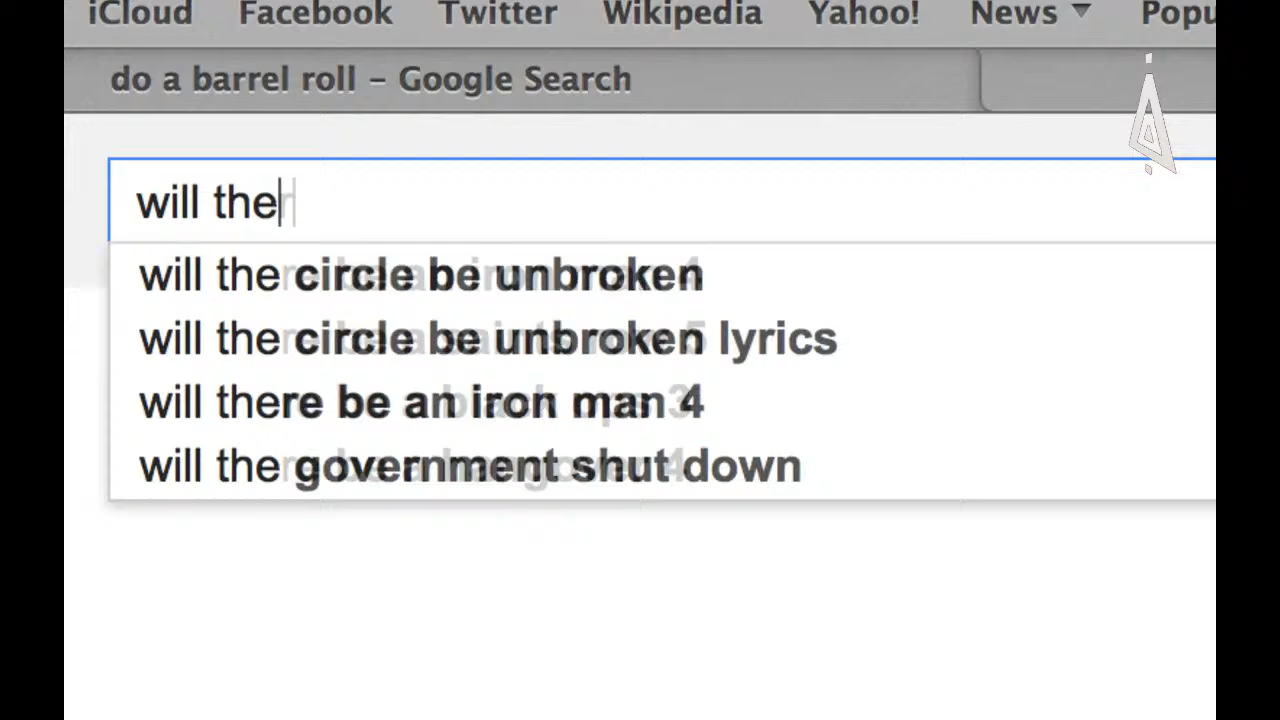 iCloud Facebook Twitter Wikipedia Yahoo! News
do a barrel roll – Google Search
will the
will the circle be unbroken
will the circle be unbroken lyrics
will there be an iron man 4
will the government shut down